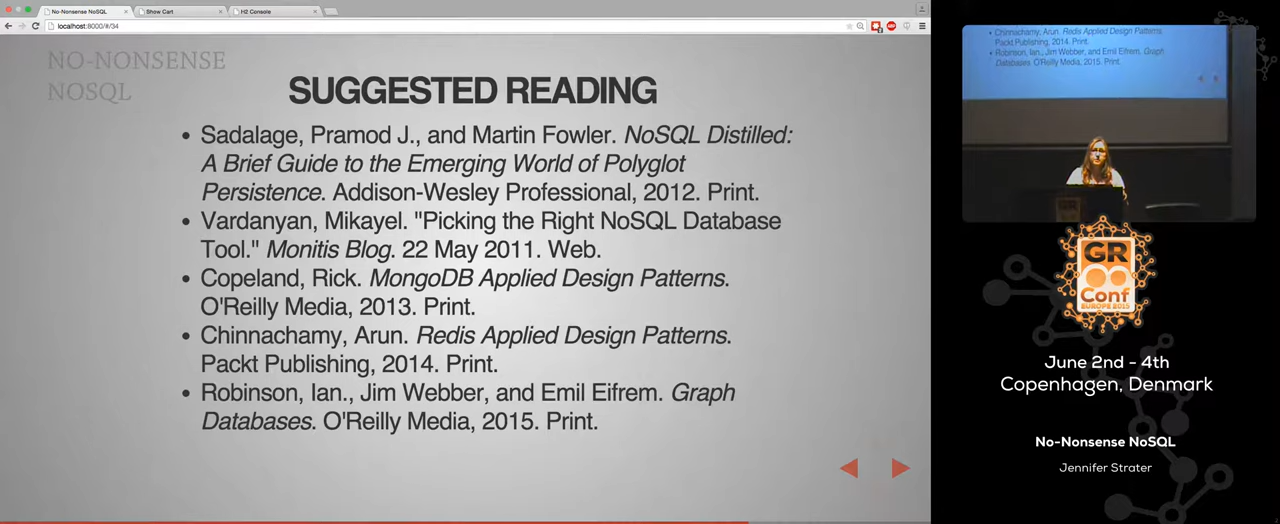 No-Nonsense NoSQL
Show Cart
H2 Console
localhost:8000/#/34
NO-NONSENSE
NOSQL
SUGGESTED READING
• Sadalage, Pramod J., and Martin Fowler. NoSQL Distilled:
A Brief Guide to the Emerging World of Polyglot
Persistence. Addison-Wesley Professional, 2012. Print.
• Vardanyan, Mikayel. "Picking the Right NoSQL Database
Tool." Monitis Blog. 22 May 2011. Web.
• Copeland, Rick. MongoDB Applied Design Patterns.
O'Reilly Media, 2013. Print.
• Chinnachamy, Arun. Redis Applied Design Patterns.
Packt Publishing, 2014. Print.
• Robinson, Ian., Jim Webber, and Emil Eifrem. Graph
Databases. O'Reilly Media, 2015. Print.
• Chinnachamy, Arun. Redis Applied Design Patterns
Packt Publishing, 2014. Print.
• Robinson, Ian., Jim Webber, and Emil Eifrem. Graph
Databases. O'Reilly Media, 2015. Print.
GR
Conf
EUROPE 2015
June 2nd - 4th
Copenhagen, Denmark
No-Nonsense NoSQL
Jennifer Strater